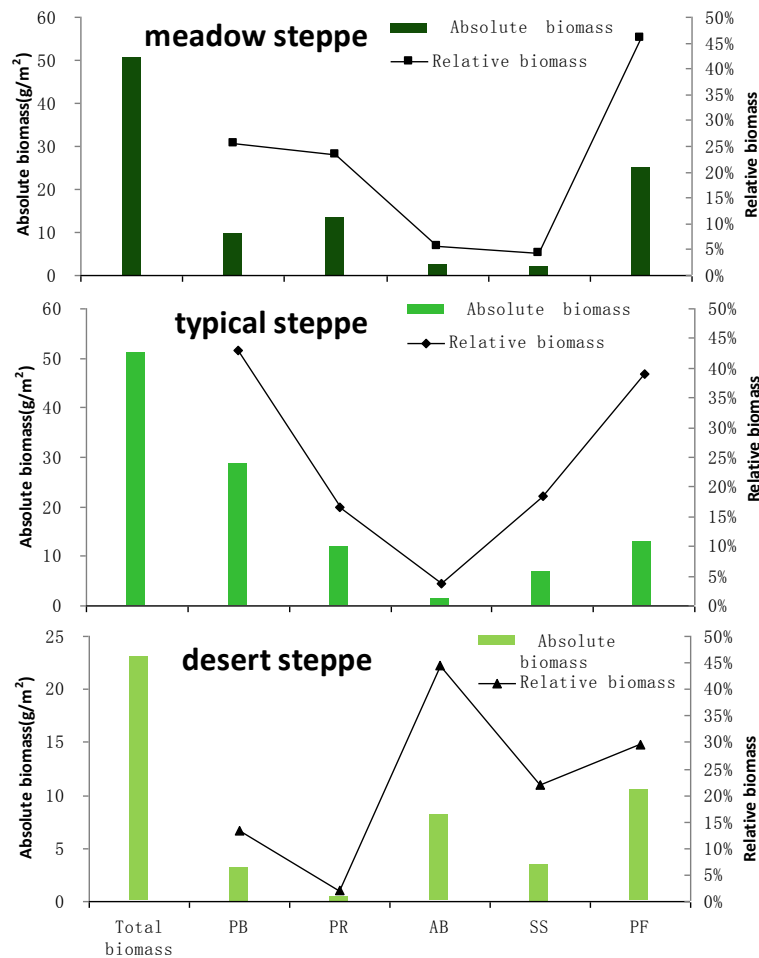 meadow steppe
Absolute biomass
Relative biomass
Absolute biomass(g/m²)
60
50
40
30
20
10
0
50%
45%
40%
35%
30%
25%
20%
15%
10%
5%
0%
Relative biomass
typical steppe
Absolute biomass
Relative biomass
Absolute biomass(g/m²)
60
50
40
30
20
10
0
50%
45%
40%
35%
30%
25%
20%
15%
10%
5%
0%
Relative biomass
desert steppe
Absolute
biomass
Relative biomass
Absolute biomass(g/m²)
25
20
15
10
5
0
50%
45%
40%
35%
30%
25%
20%
15%
10%
5%
0%
Relative biomass
Total
biomass
PB
PR
AB
SS
PF